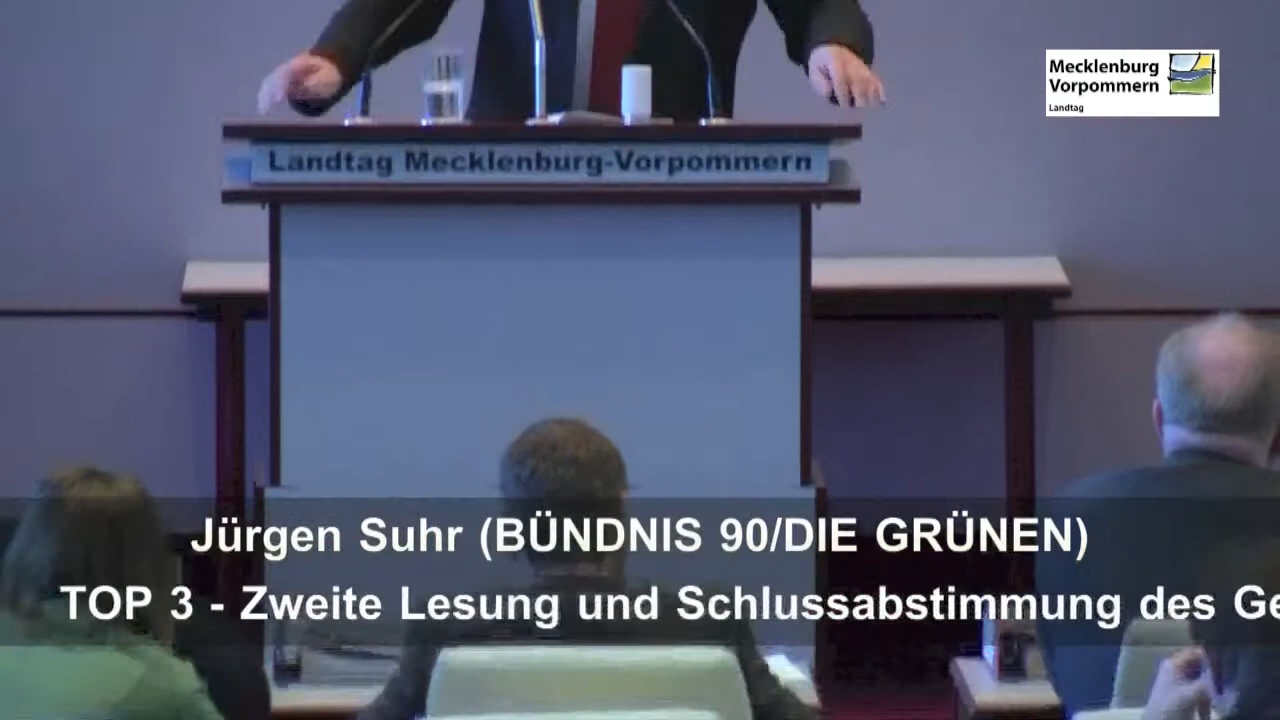 Mecklenburg
Vorpommern
Landtag
Landtag Mecklenburg-Vorpommern
Jürgen Suhr (BÜNDNIS 90/DIE GRÜNEN)
TOP 3 - Zweite Lesung und Schlussabstimmung des Ge